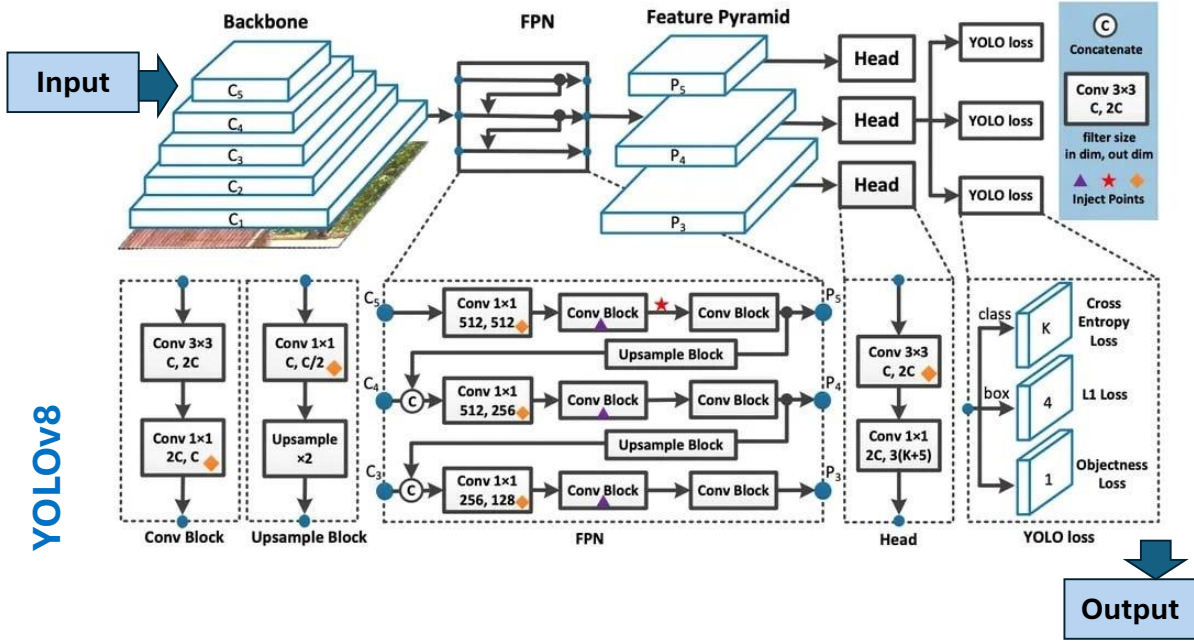 Backbone
FPN
Feature Pyramid
Input
C5
C4
C3
C2
C1
P5
P4
P3
Head
Head
Head
YOLO loss
YOLO loss
YOLO loss
C
Concatenate
Conv 3×3
C, 2C
filter size
in dim, out dim
Inject Points
YOLOv8
Conv 3×3
C, 2C
Conv 1×1
2C, C
Conv Block
Conv 1×1
C, C/2
Upsample
×2
Upsample Block
C5
Conv 1×1
512, 512
Conv Block
Conv Block
P5
Upsample Block
C4
C
Conv 1×1
512, 256
Conv Block
Conv Block
P4
Upsample Block
C3
C
Conv 1×1
256, 128
Conv Block
Conv Block
P3
FPN
Conv 3×3
C, 2C
Conv 1×1
2C, 3(K+5)
Head
class
K
Cross
Entropy
Loss
box
4
L1 Loss
1
Objectness
Loss
YOLO loss
Output